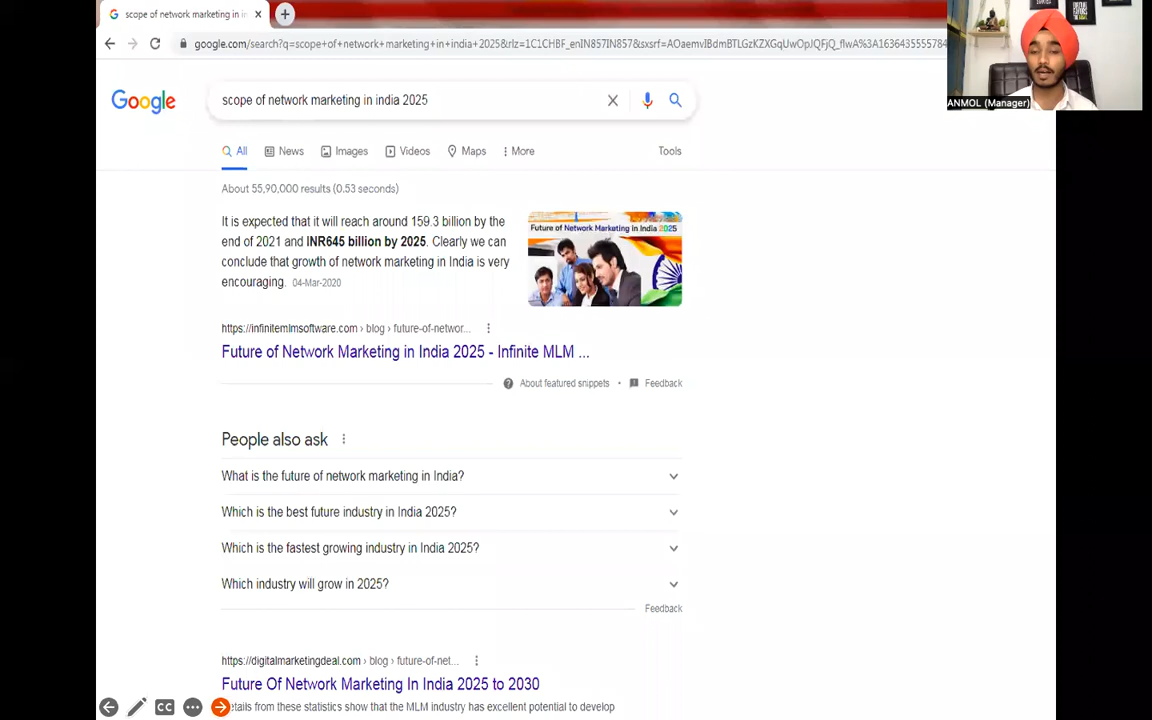 scope of network marketing in in
google.com/search?q=scope+of+network+marketing+in+india+2025&rlz=1C1CHBF_enIN857IN857&sxsrf=
ANMOL (Manager)
Google
scope of network marketing in india 2025
All
News
Images
Videos
Maps
More
Tools
About 55,90,000 results (0.53 seconds)
It is expected that it will reach around 159.3 billion by the
end of 2021 and INR645 billion by 2025. Clearly we can
conclude that growth of network marketing in India is very
encouraging. 04-Mar-2020
Future of Network Marketing in India 2025
https://infinitemlmsoftware.com › blog › future-of-networ...
Future of Network Marketing in India 2025 - Infinite MLM ...
About featured snippets • Feedback
People also ask
What is the future of network marketing in India?
Which is the best future industry in India 2025?
Which is the fastest growing industry in India 2025?
Which industry will grow in 2025?
Feedback
https://digitalmarketingdeal.com › blog › future-of-net...
Future Of Network Marketing In India 2025 to 2030
etails from these statistics show that the MLM industry has excellent potential to develop
CC